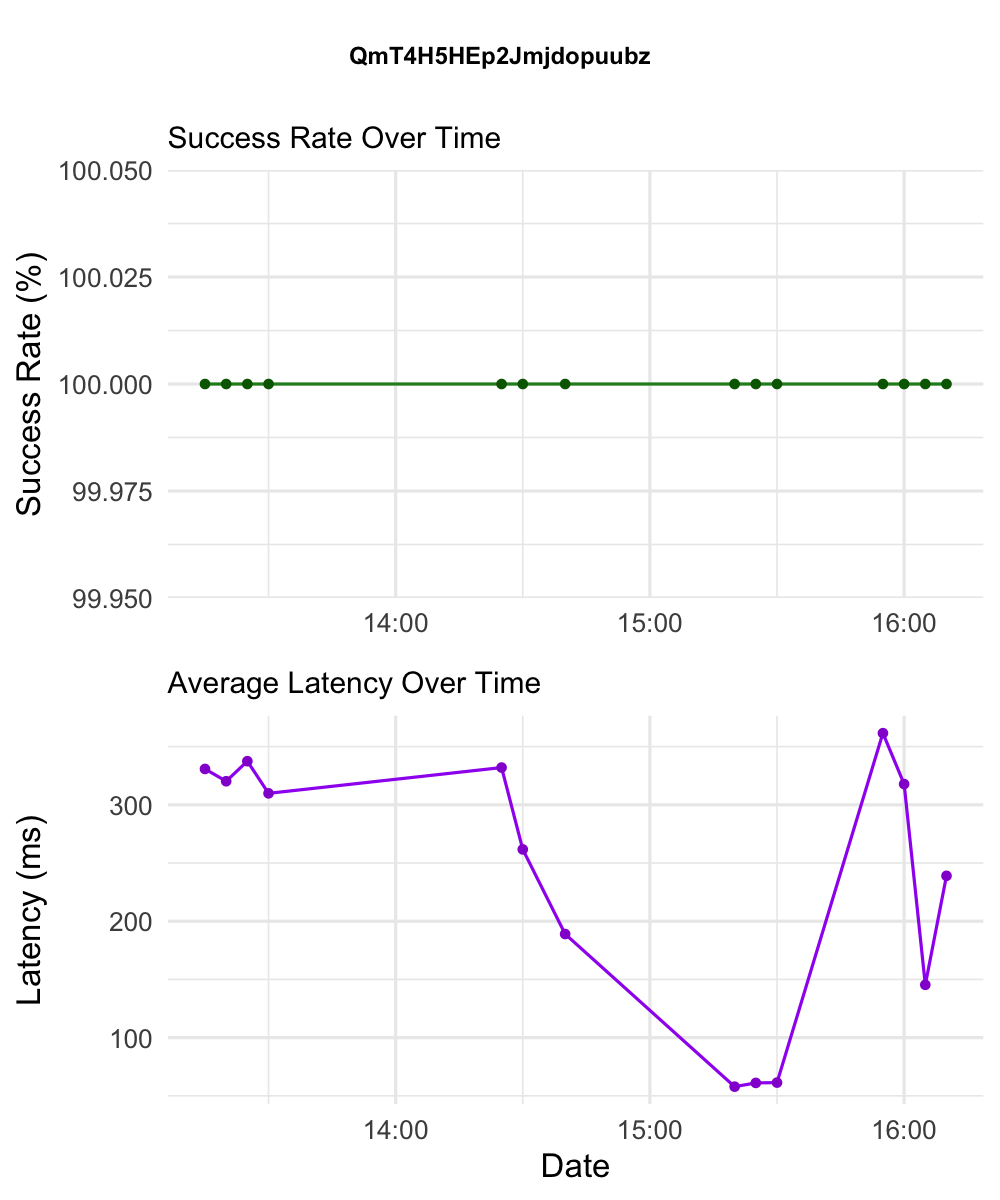 QmT4H5HEp2Jmjdopuubz
Success Rate Over Time
Success Rate (%)
100.050
100.025
100.000
99.975
99.950
14:00 15:00 16:00
Average Latency Over Time
Latency (ms)
300
200
100
14:00 15:00 16:00
Date